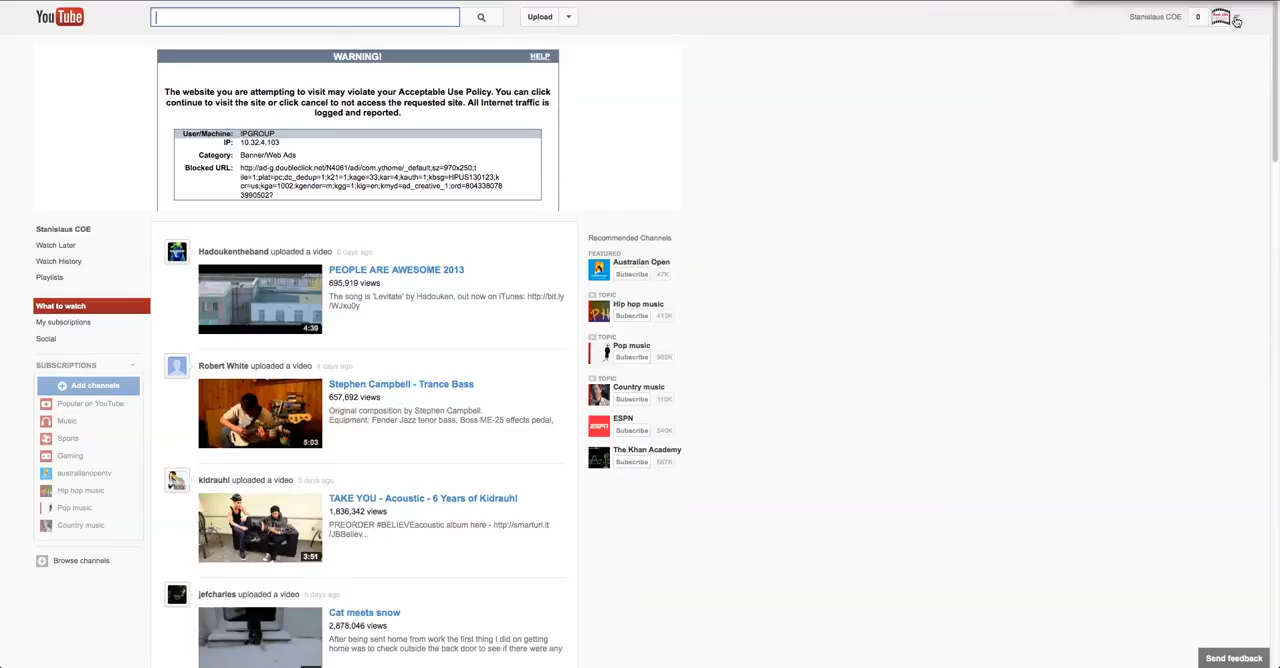 YouTube
Upload
Stanislaus COE
0
WARNING!
HELP
The website you are attempting to visit may violate your Acceptable Use Policy. You can click
continue to visit the site or click cancel to not access the requested site. All Internet traffic is
logged and reported.
User/Machine: IPGROUP
IP: 10.32.4.103
Category: Banner/Web Ads
Blocked URL: http://ad-g.doubleclick.net/N4061/adi/com.ythome/_default;sz=970x250;t
ile=1;plat=pc;dc_dedup=1;k21=1;kage=33;kar=4;kauth=1;kbsg=HPUS130123;k
cr=us;kga=1002;kgender=m;kgg=1;klg=en;kmyd=ad_creative_1;ord=804338078
3990502?
Stanislaus COE
Watch Later
Watch History
Playlists
What to watch
My subscriptions
Social
SUBSCRIPTIONS
Add channels
Popular on YouTube
Music
Sports
Gaming
australianopentv
Hip hop music
Pop music
Country music
Browse channels
Hadoukentheband uploaded a video 5 days ago
4:39
PEOPLE ARE AWESOME 2013
695,919 views
The song is 'Levitate' by Hadouken, out now on iTunes: http://bit.ly
/WJxu0y
Robert White uploaded a video 4 days ago
5:03
Stephen Campbell - Trance Bass
657,692 views
Original composition by Stephen Campbell.
Equipment: Fender Jazz tenor bass, Boss ME-25 effects pedal,
kidrauhl uploaded a video 5 days ago
3:51
TAKE YOU - Acoustic - 6 Years of Kidrauhl
1,836,342 views
PREORDER #BELIEVEacoustic album here - http://smarturl.it
/JBBeliev...
jefcharles uploaded a video 5 days ago
Cat meets snow
2,878,046 views
After being sent home from work the first thing I did on getting
home was to check outside the back door to see if there were any
Recommended Channels
FEATURED
Australian Open
Subscribe 47K
TOPIC
Hip hop music
Subscribe 413K
TOPIC
Pop music
Subscribe 982K
TOPIC
Country music
Subscribe 110K
ESPN
Subscribe 540K
The Khan Academy
Subscribe 567K
Send feedback